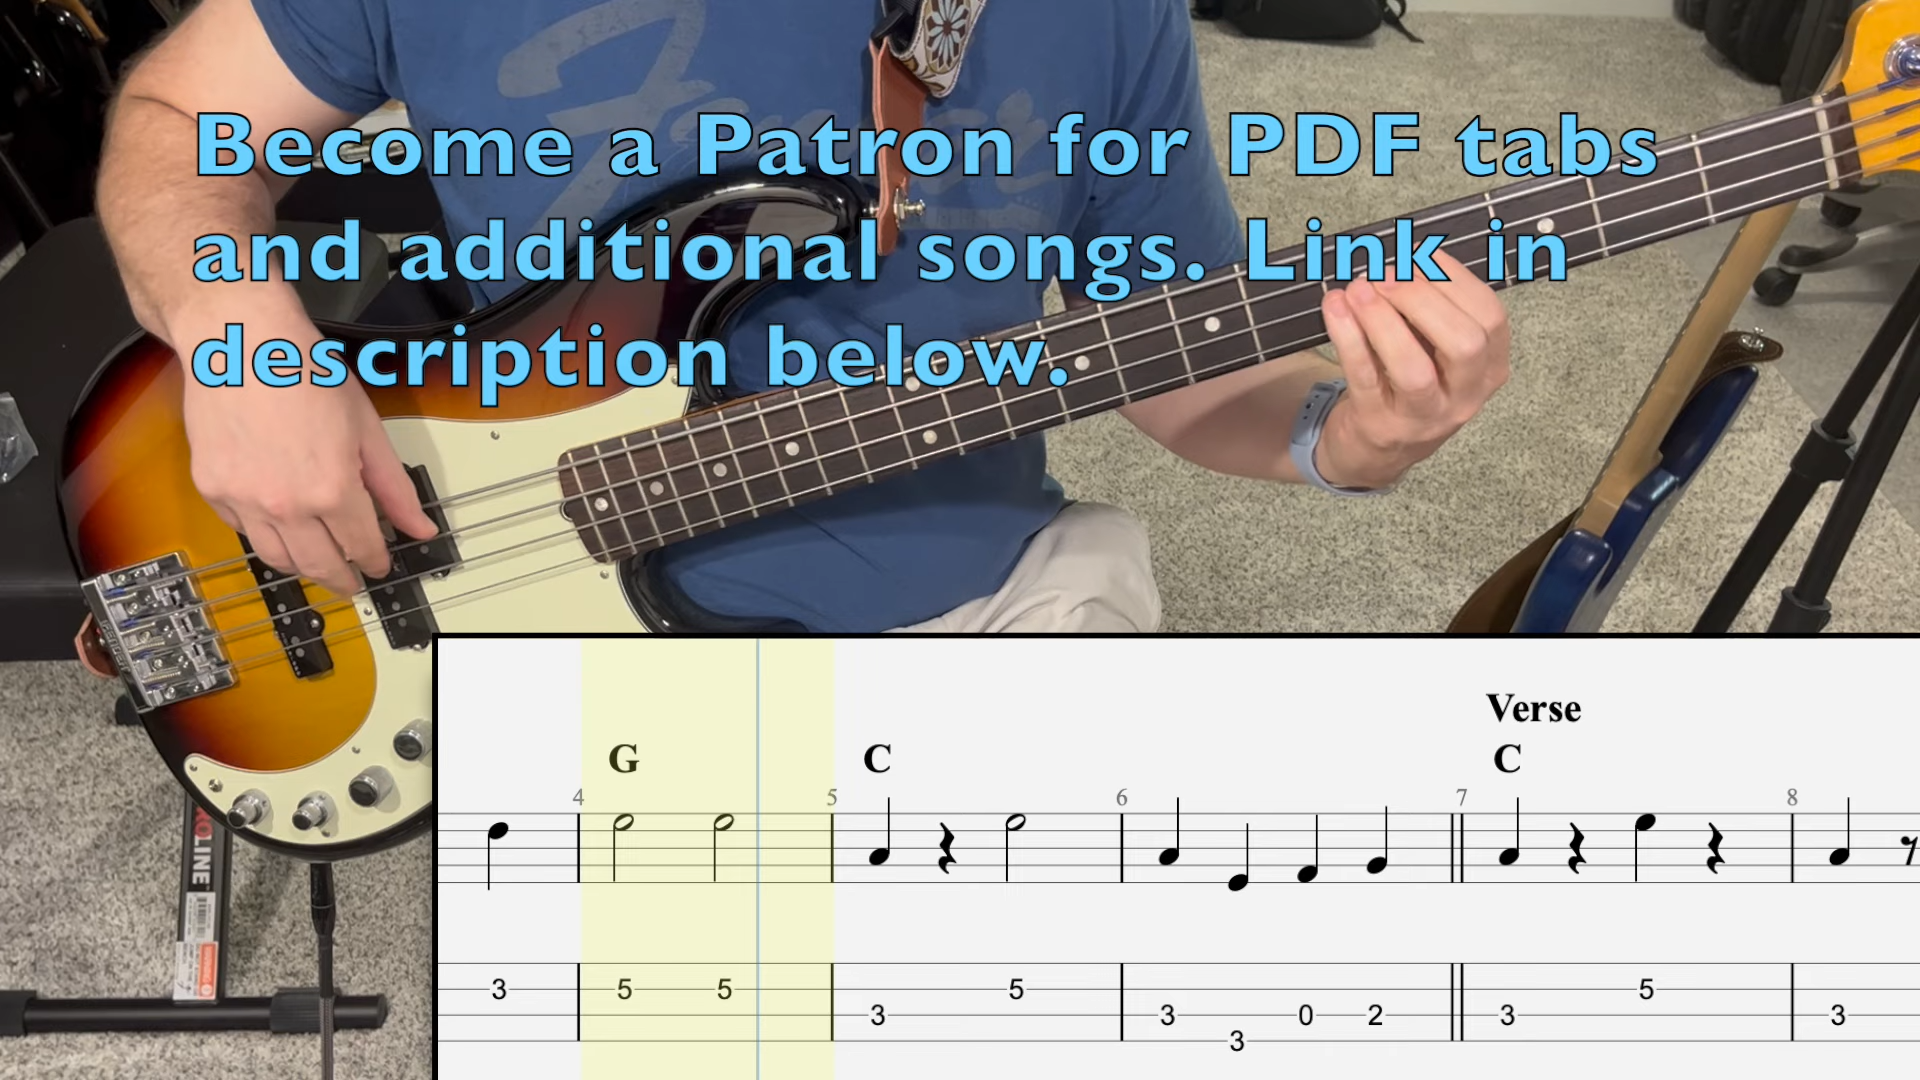 Become a Patron for PDF tabs
and additional songs. Link in
description below.
Verse
G C C
4 5 6 7 8
3 5 5 5 5
3 3 0 2 3 3
3
WARNING